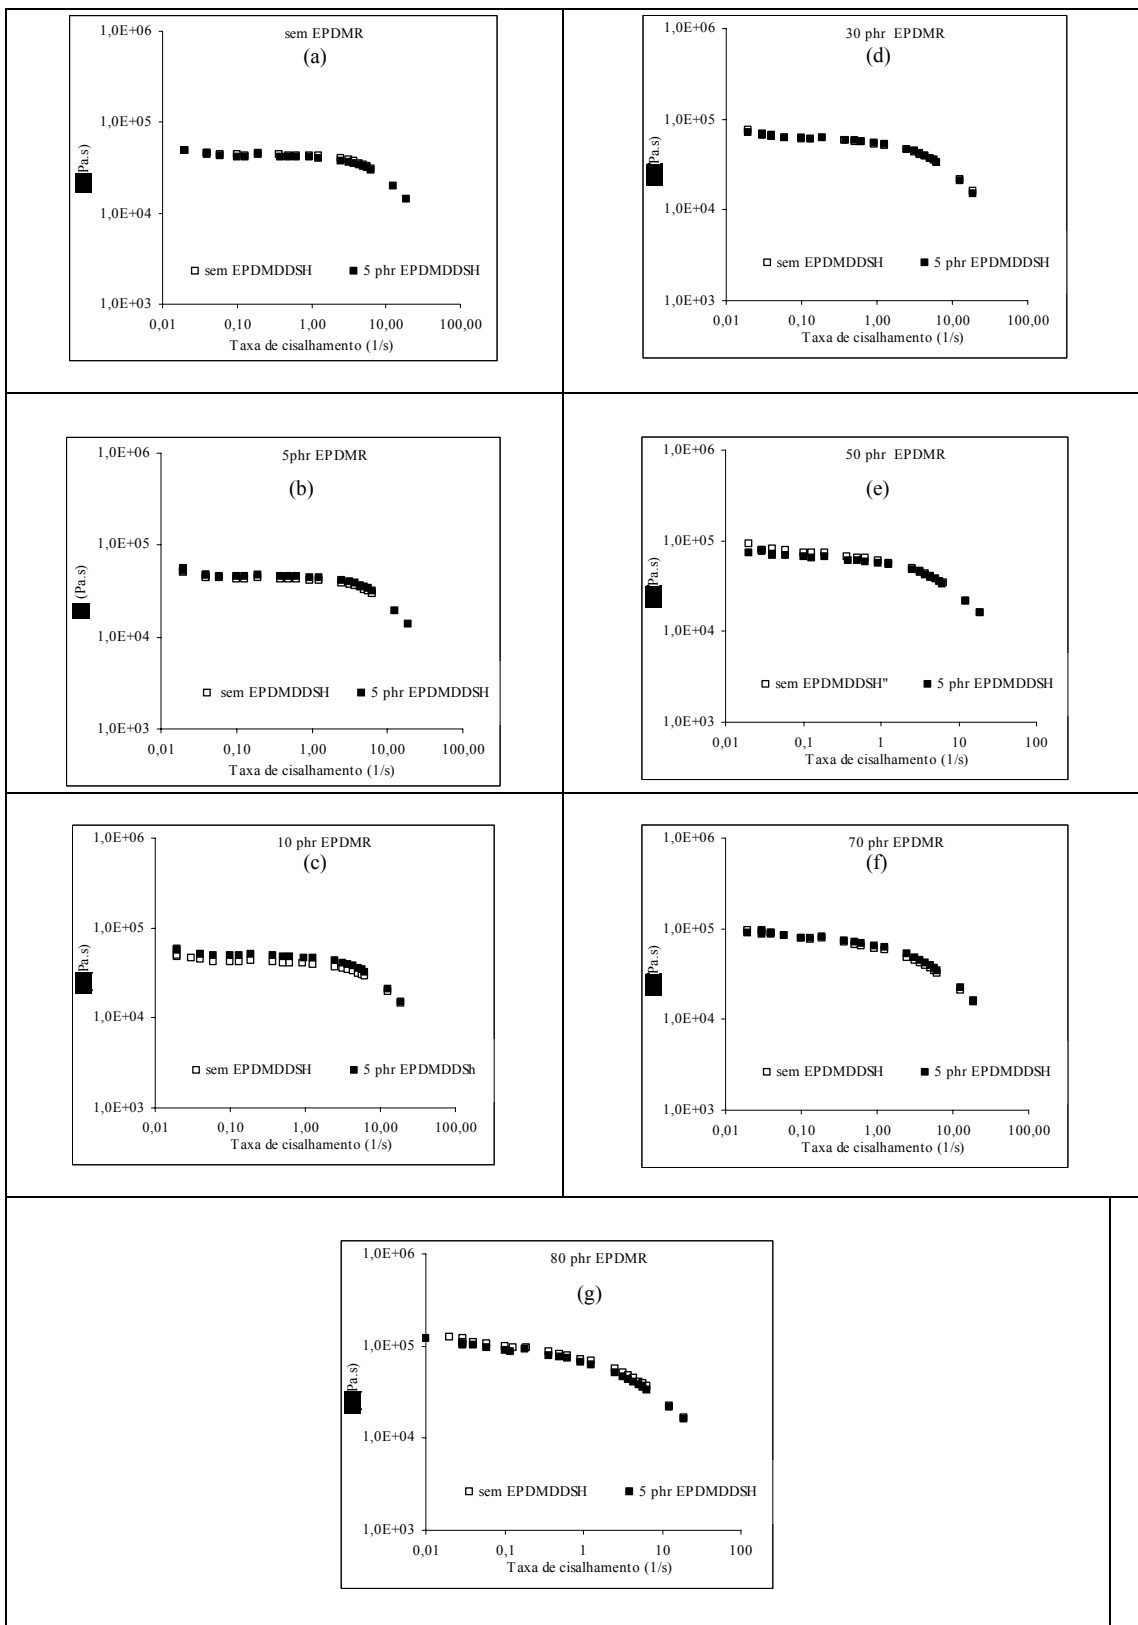 sem EPDMR
(a)
1,0E+06
1,0E+05
1,0E+04
1,0E+03
(Pa.s)
sem EPDMDDSH 5 phr EPDMDDSH
0,01 0,10 1,00 10,00 100,00
Taxa de cisalhamento (1/s)
30 phr EPDMR
(d)
1,0E+06
1,0E+05
1,0E+04
1,0E+03
(Pa.s)
sem EPDMDDSH 5 phr EPDMDDSH
0,01 0,10 1,00 10,00 100,00
Taxa de cisalhamento (1/s)
5phr EPDMR
(b)
1,0E+06
1,0E+05
1,0E+04
1,0E+03
(Pa.s)
sem EPDMDDSH 5 phr EPDMDDSH
0,01 0,10 1,00 10,00 100,00
Taxa de cisalhamento (1/s)
50 phr EPDMR
(e)
1,0E+06
1,0E+05
1,0E+04
1,0E+03
(Pa.s)
sem EPDMDDSH" 5 phr EPDMDDSH
0,01 0,1 1 10 100
Taxa de cisalhamento (1/s)
10 phr EPDMR
(c)
1,0E+06
1,0E+05
1,0E+04
1,0E+03
(Pa.s)
sem EPDMDDSH 5 phr EPDMDDSh
0,01 0,10 1,00 10,00 100,00
Taxa de cisalhamento (1/s)
70 phr EPDMR
(f)
1,0E+06
1,0E+05
1,0E+04
1,0E+03
(Pa.s)
sem EPDMDDSH 5 phr EPDMDDSH
0,01 0,10 1,00 10,00 100,00
Taxa de cisalhamento (1/s)
80 phr EPDMR
(g)
1,0E+06
1,0E+05
1,0E+04
1,0E+03
(Pa.s)
sem EPDMDDSH 5 phr EPDMDDSH
0,01 0,1 1 10 100
Taxa de cisalhamento (1/s)